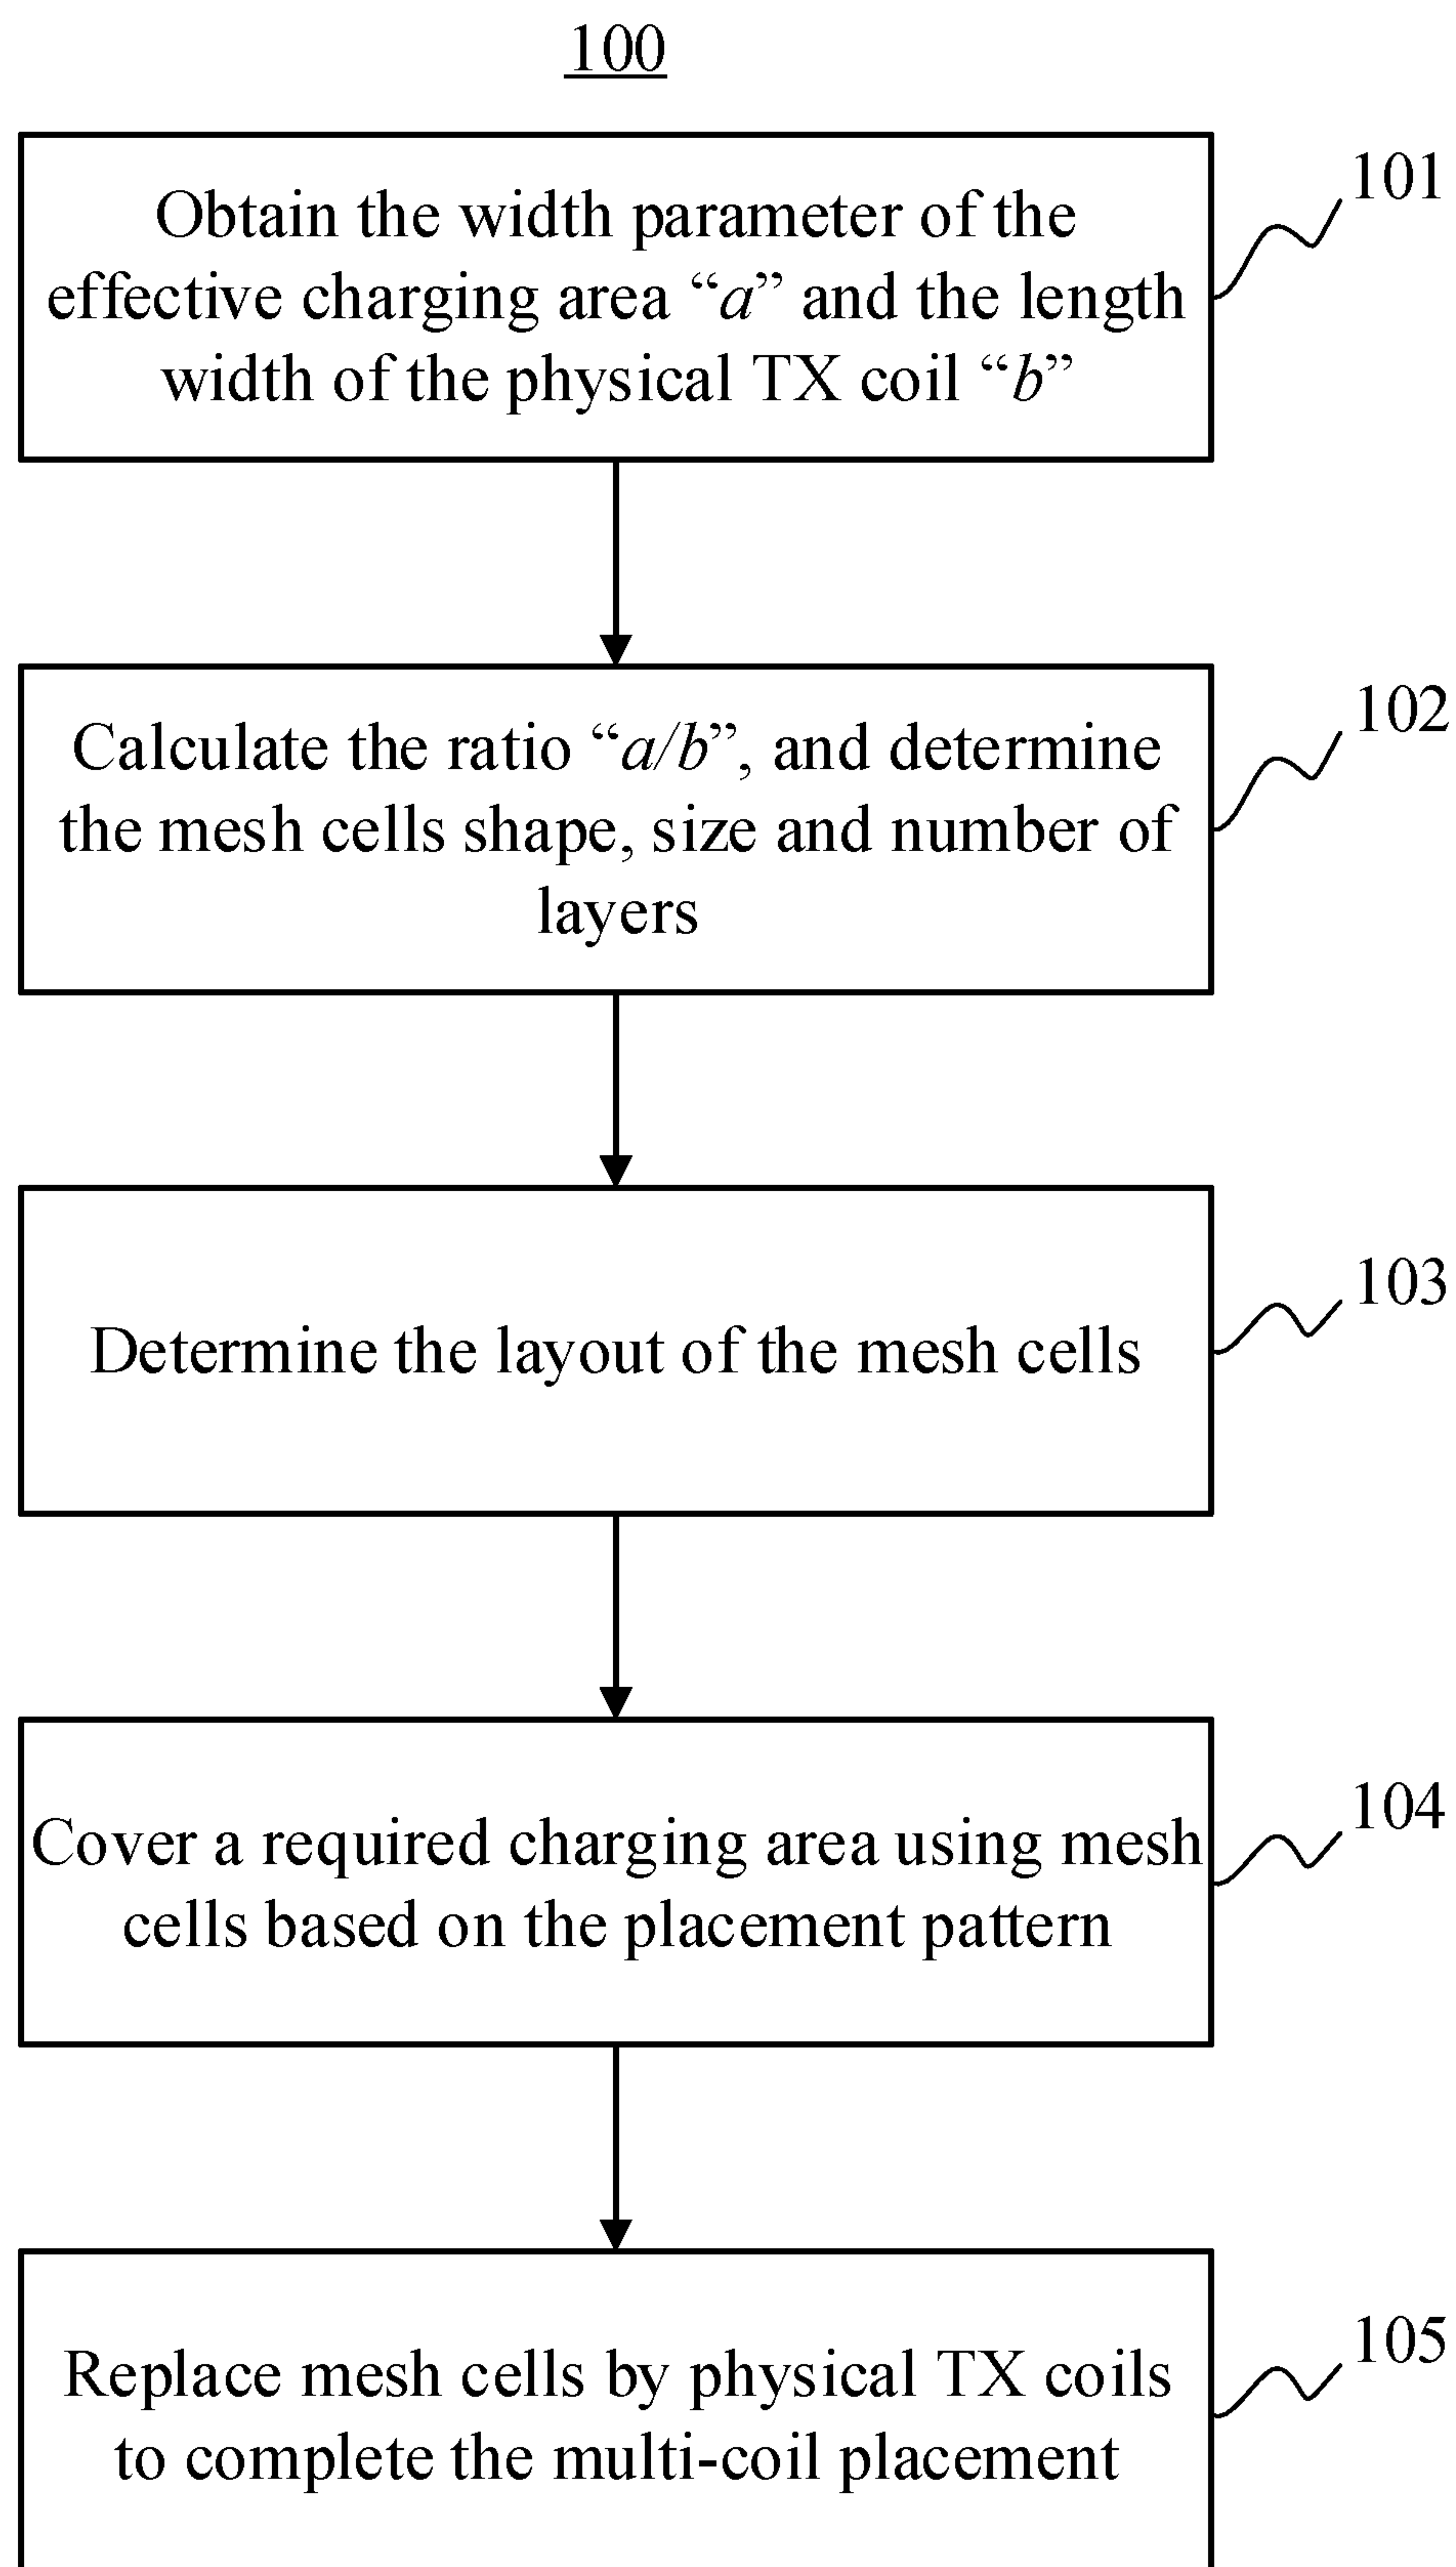 100
Obtain the width parameter of the
effective charging area “a” and the length
width of the physical TX coil “b”
101
Calculate the ratio “a/b”, and determine
the mesh cells shape, size and number of
layers
102
Determine the layout of the mesh cells
103
Cover a required charging area using mesh
cells based on the placement pattern
104
Replace mesh cells by physical TX coils
to complete the multi-coil placement
105